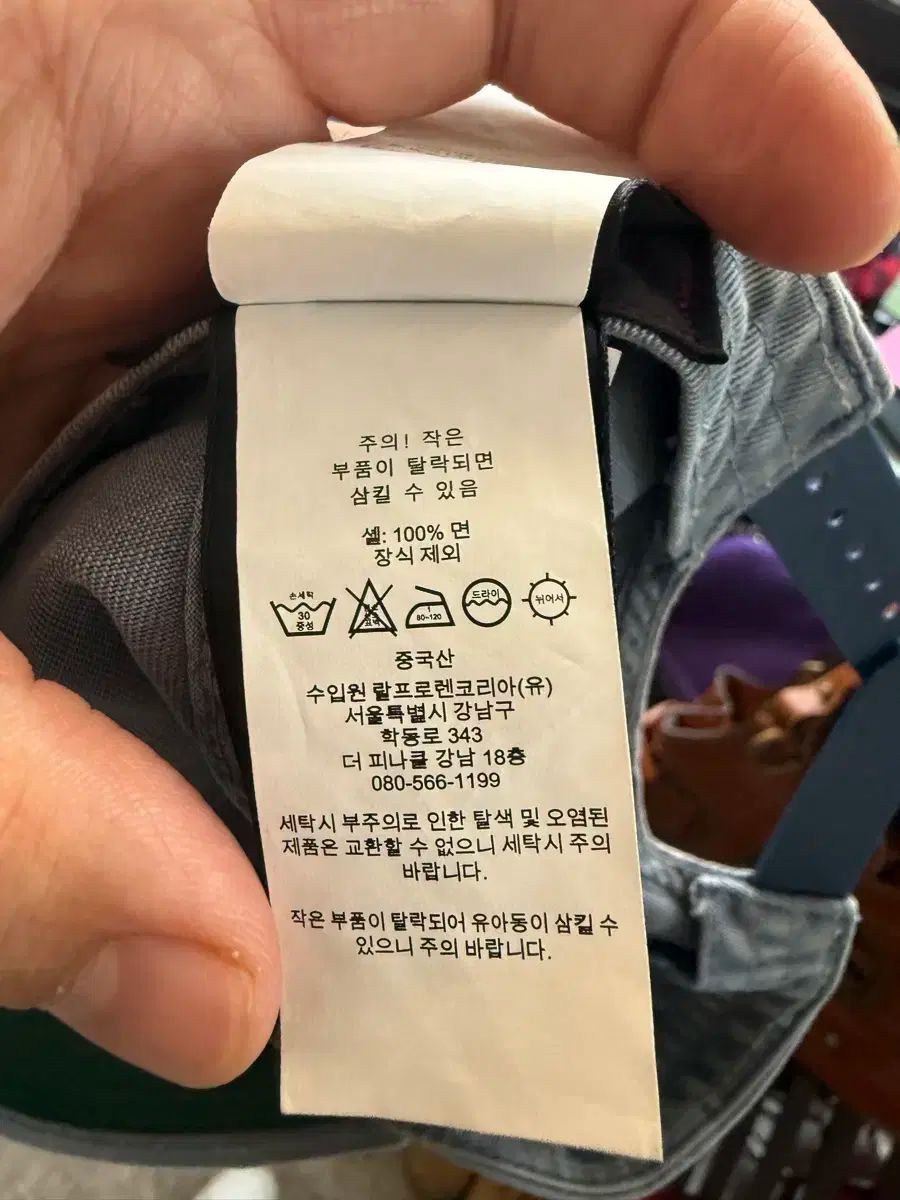 주의! 작은
부품이 탈락되면
삼킬 수 있음
셸: 100% 면
장식 제외
손세탁
30
중성
1
80~120
드라이
뉘어서
중국산
수입원 랄프로렌코리아(유)
서울특별시 강남구
학동로 343
더 피나클 강남 18층
080-566-1199
세탁시 부주의로 인한 탈색 및 오염된
제품은 교환할 수 없으니 세탁시 주의
바랍니다.
작은 부품이 탈락되어 유아동이 삼킬 수
있으니 주의 바랍니다.